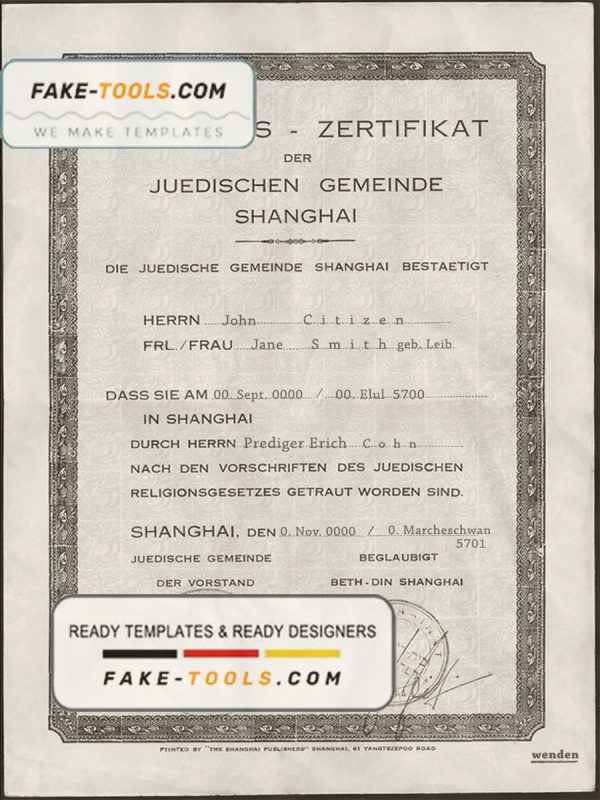 FAKE-TOOLS.COM
WE MAKE TEMPLATES
S - ZERTIFIKAT
DER
JUEDISCHEN GEMEINDE
SHANGHAI
DIE JUEDISCHE GEMEINDE SHANGHAI BESTAETIGT
HERRN John Citizen
FRL./FRAU Jane Smith geb. Leib
DASS SIE AM 00. Sept. 0000 / 00. Elul 5700
IN SHANGHAI
DURCH HERRN Prediger Erich Cohn
NACH DEN VORSCHRIFTEN DES JUEDISCHEN
RELIGIONSGESETZES GETRAUT WORDEN SIND.
SHANGHAI, DEN 0. Nov. 0000 / 0. Marcheschwan
5701
JUEDISCHE GEMEINDE BEGLAUBIGT
DER VORSTAND BETH-DIN SHANGHAI
READY TEMPLATES & READY DESIGNERS
FAKE-TOOLS.COM
PTINTED BY "THE SHANGHAI PUBLISHERS" SHANGHAI, 61 YANGTSZEPOO ROAD
wenden